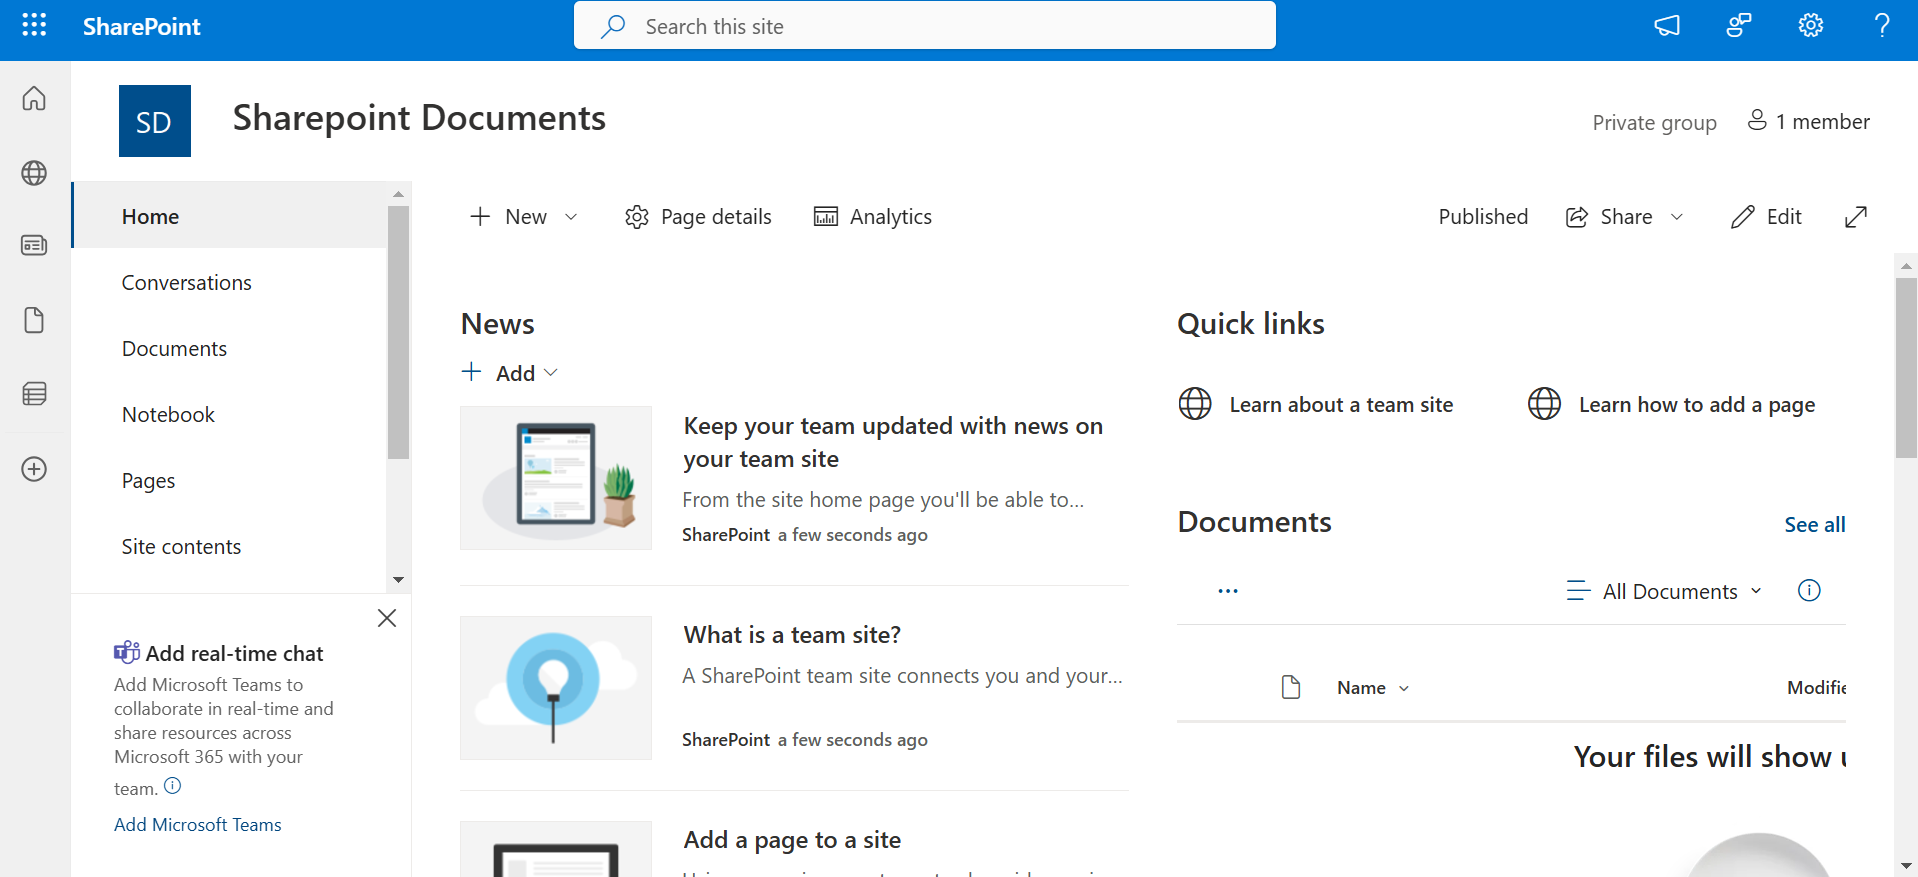 SharePoint
Search this site
SD
Sharepoint Documents
Private group
1 member
Home
Conversations
Documents
Notebook
Pages
Site contents
Add real-time chat
Add Microsoft Teams to
collaborate in real-time and
share resources across
Microsoft 365 with your
team.
Add Microsoft Teams
New
Page details
Analytics
Published
Share
Edit
News
Add
Keep your team updated with news on
your team site
From the site home page you'll be able to...
SharePoint a few seconds ago
What is a team site?
A SharePoint team site connects you and your...
SharePoint a few seconds ago
Add a page to a site
Quick links
Learn about a team site
Learn how to add a page
Documents
See all
All Documents
Name
Modifie
Your files will show